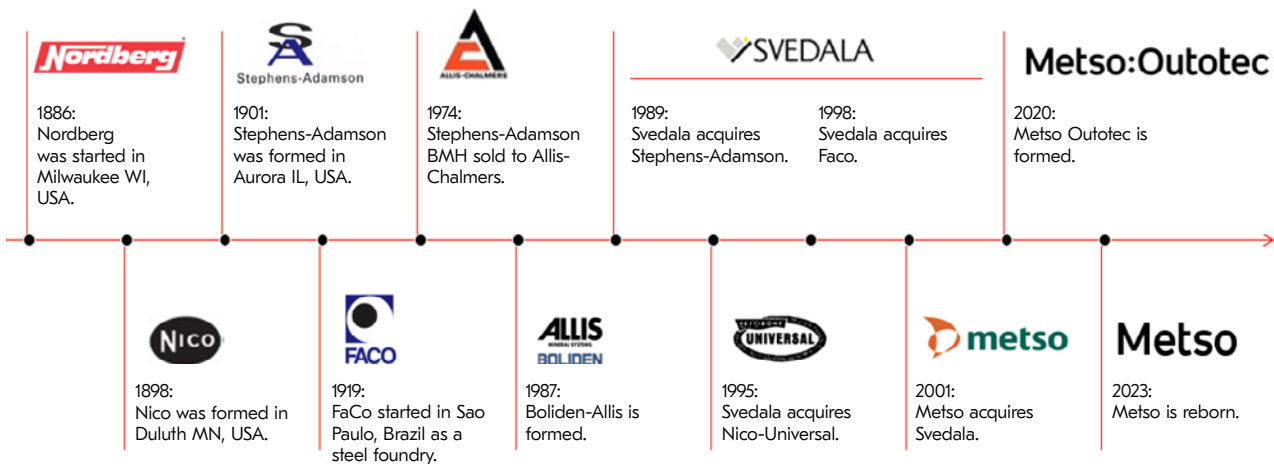 Nordberg
1886:
Nordberg
was started in
Milwaukee WI,
USA.
SA
Stephens-Adamson
1901:
Stephens-Adamson
was formed in
Aurora IL, USA.
A
ALLIS-CHALMERS
1974:
Stephens-Adamson
BMH sold to Allis-
Chalmers.
SVEDALA
1989:
Svedala acquires
Stephens-Adamson.
1998:
Svedala acquires
Faco.
Metso:Outotec
2020:
Metso Outotec is
formed.
NICO
1898:
Nico was formed in
Duluth MN, USA.
FACO
1919:
FaCo started in Sao
Paulo, Brazil as a
steel foundry.
ALLIS
MINERAL SYSTEMS
BOLIDEN
1987:
Boliden-Allis is
formed.
UNIVERSAL
1995:
Svedala acquires
Nico-Universal.
metso
2001:
Metso acquires
Svedala.
Metso
2023:
Metso is reborn.